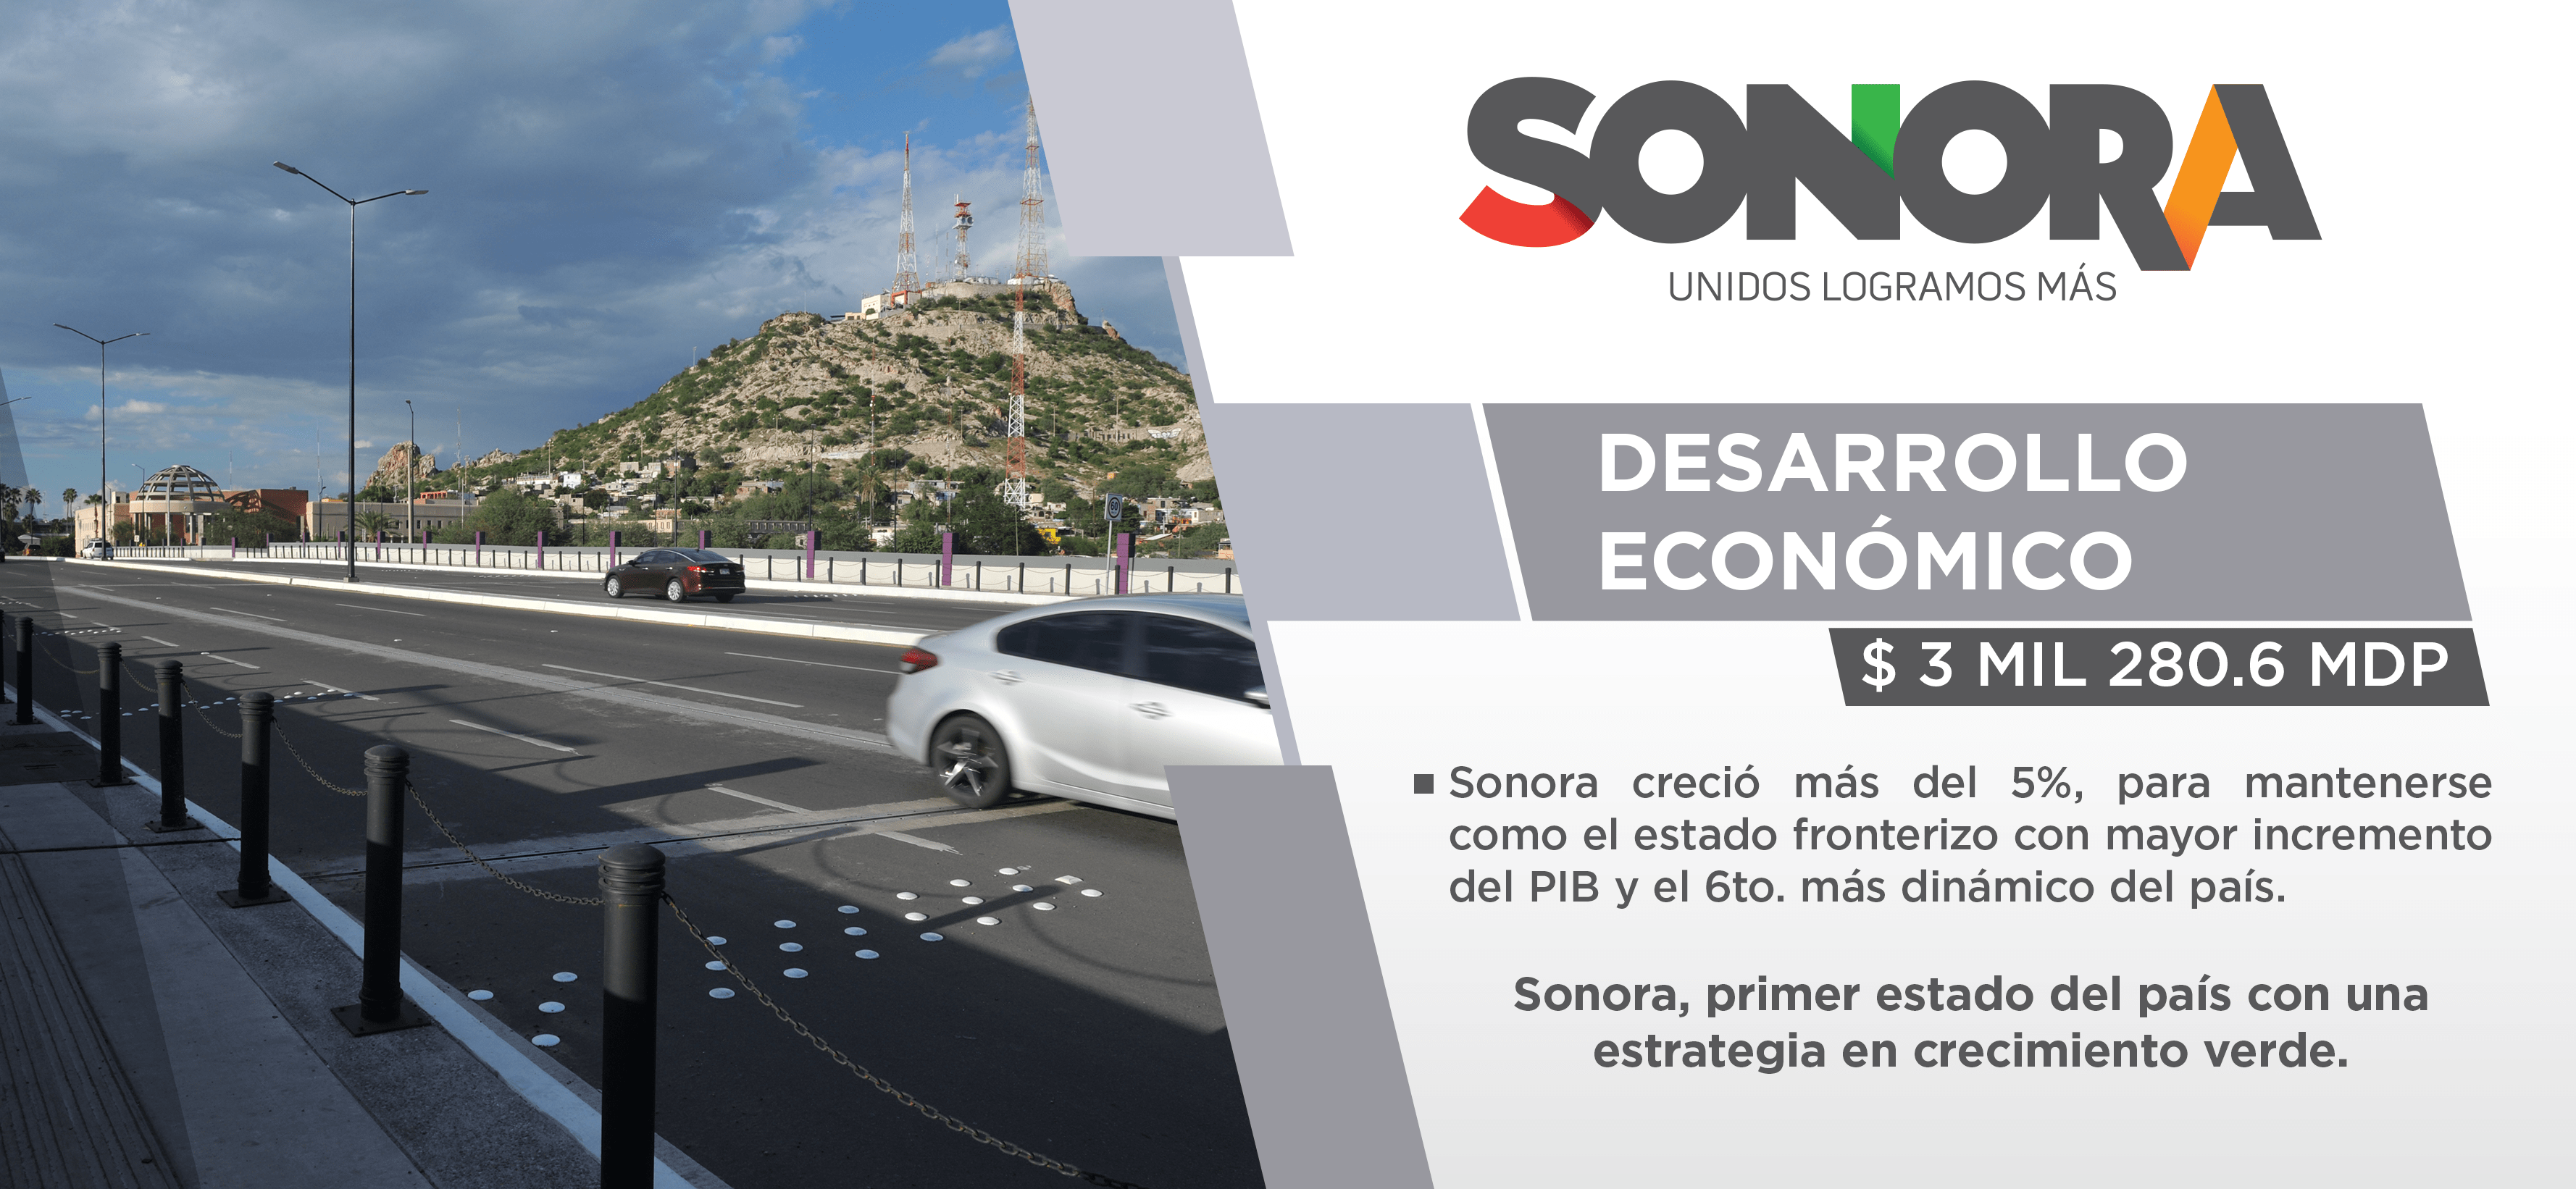 SONORA
UNIDOS LOGRAMOS MÁS
DESARROLLO
ECONÓMICO
$ 3 MIL 280.6 MDP
Sonora creció más del 5%, para mantenerse
como el estado fronterizo con mayor incremento
del PIB y el 6to. más dinámico del país.
Sonora, primer estado del país con una
estrategia en crecimiento verde.
60